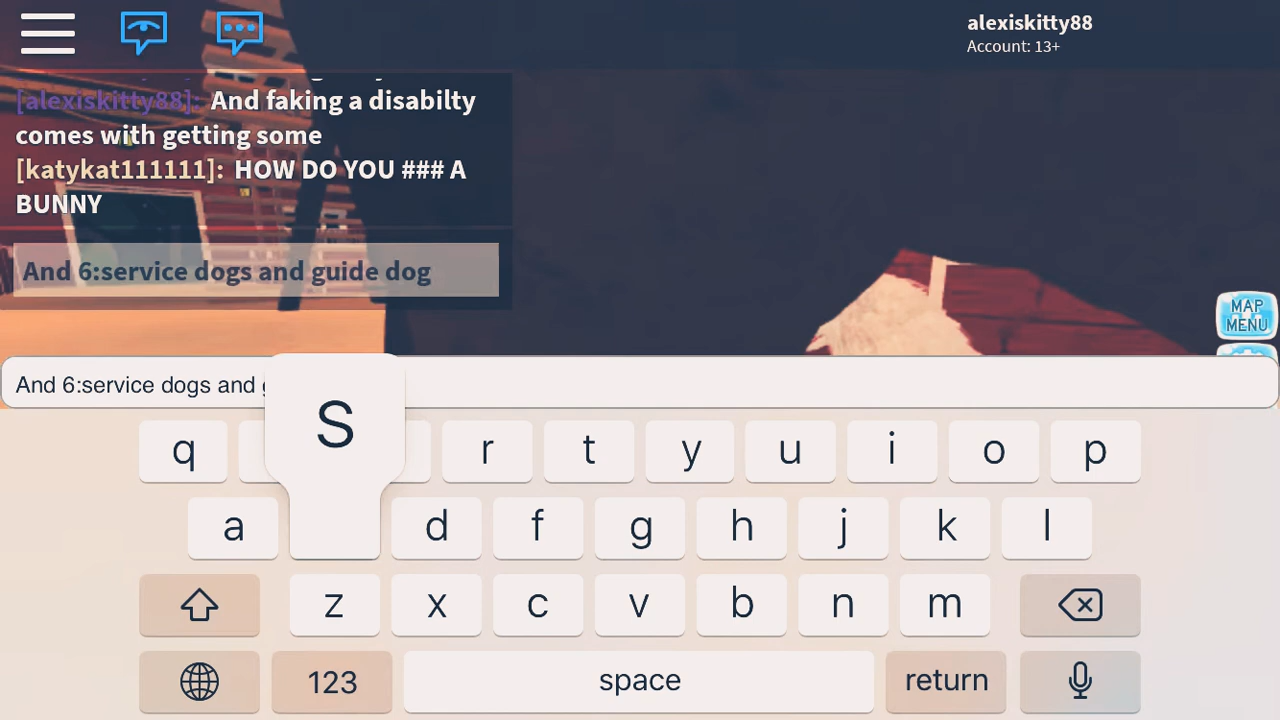 alexiskitty88
Account: 13+
[alexiskitty88]: And faking a disabilty
comes with getting some
[katykat111111]: HOW DO YOU ### A
BUNNY
And 6:service dogs and guide dog
MAP
MENU
And 6:service dogs and g
S
q r t y u i o p
a d f g h j k l
z x c v b n m
123 space return